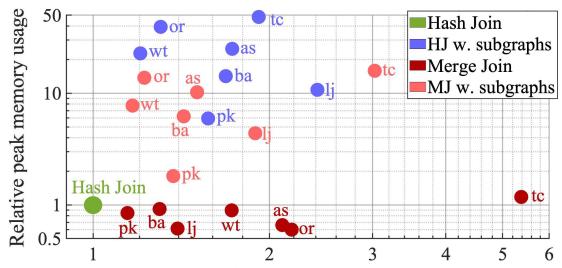 Relative peak memory usage
50
10
1
0.5
1
2
3
4
5
6
Hash Join
HJ w. subgraphs
Merge Join
MJ w. subgraphs
tc
or
wt
as
ba
lj
pk
tc
or
as
wt
ba
lj
pk
Hash Join
pk
ba
lj
wt
as
or
tc